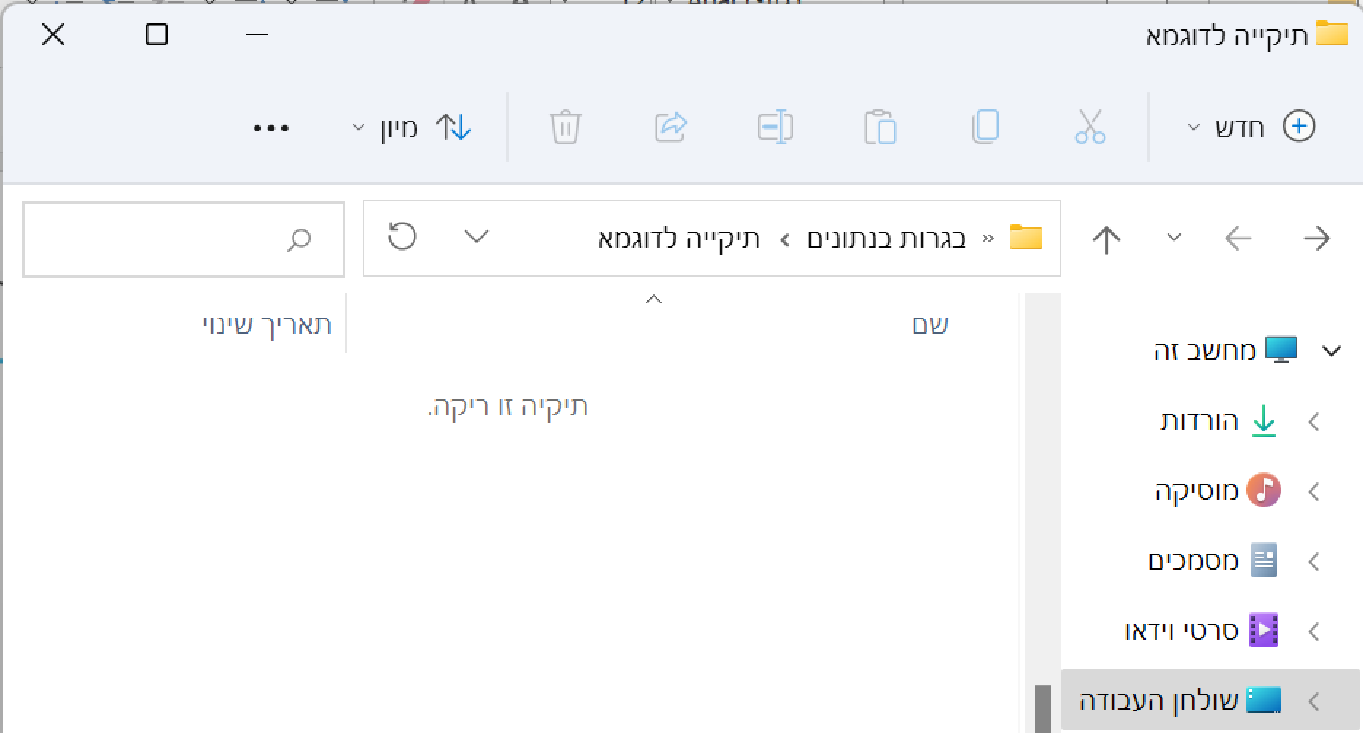 תיקייה לדוגמא
חדש
מיון
בגרות בנתונים › תיקייה לדוגמא
שם
תאריך שינוי
תיקיה זו ריקה.
מחשב זה
הורדות
מוסיקה
מסמכים
סרטי וידאו
שולחן העבודה